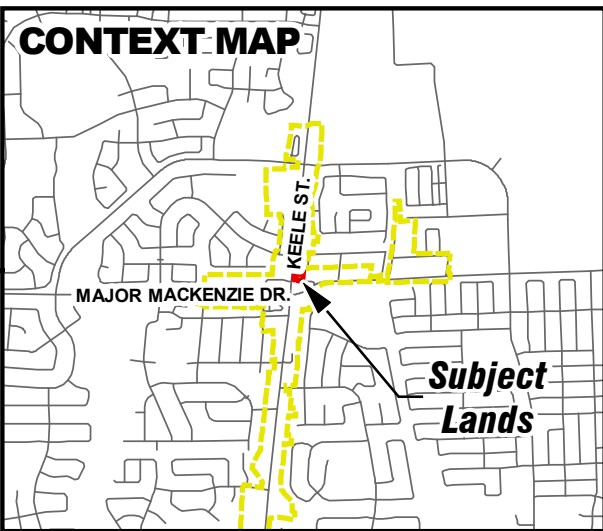 CONTEXT MAP
KEELE ST.
MAJOR MACKENZIE DR.
Subject
Lands